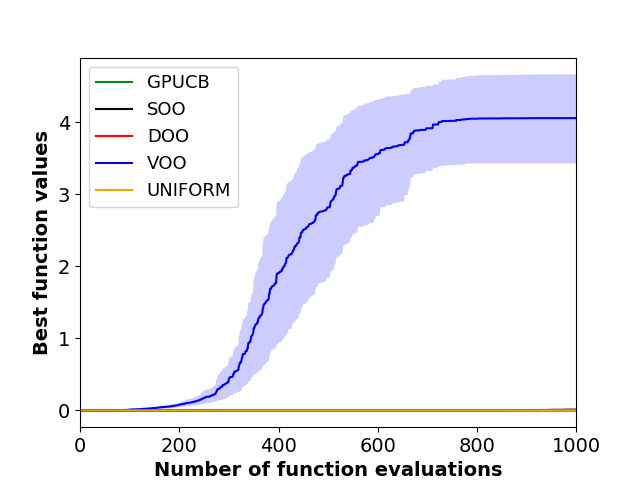 GPUCB
SOO
DOO
VOO
UNIFORM
Best function values
4
3
2
1
0
0 200 400 600 800 1000
Number of function evaluations